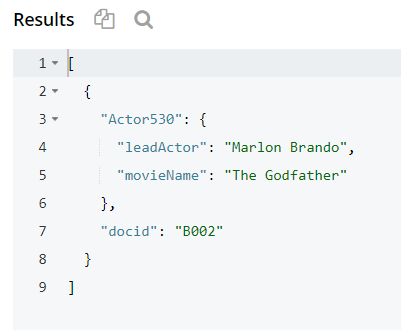 Results
1 [
2 {
3 "Actor530": {
4 "leadActor": "Marlon Brando",
5 "movieName": "The Godfather"
6 },
7 "docid": "B002"
8 }
9 ]